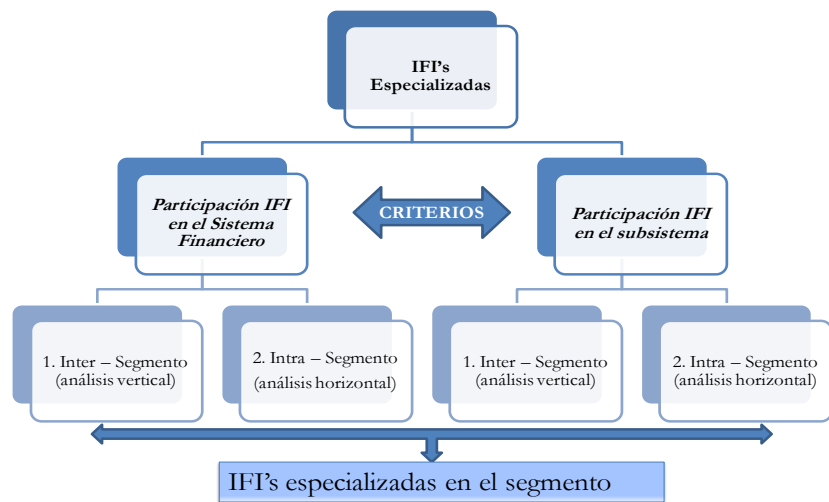 IFI's
Especializadas
Participación IFI
en el Sistema
Financiero
CRITERIOS
Participación IFI
en el subsistema
1. Inter – Segmento
(análisis vertical)
2. Intra – Segmento
(análisis horizontal)
1. Inter – Segmento
(análisis vertical)
2. Intra – Segmento
(análisis horizontal)
IFI's especializadas en el segmento